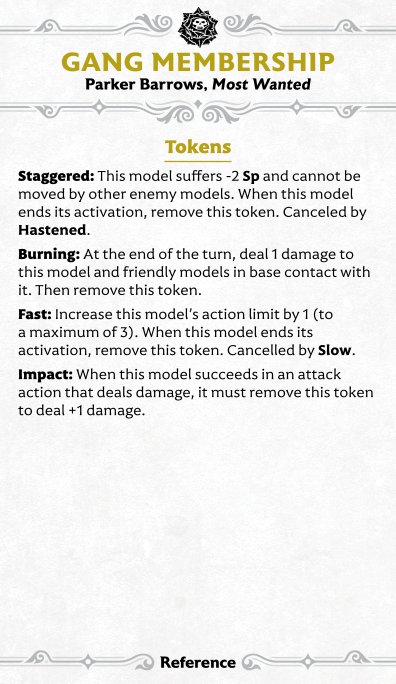 GANG MEMBERSHIP
Parker Barrows, Most Wanted
Tokens
Staggered: This model suffers -2 Sp and cannot be
moved by other enemy models. When this model
ends its activation, remove this token. Canceled by
Hastened.
Burning: At the end of the turn, deal 1 damage to
this model and friendly models in base contact with
it. Then remove this token.
Fast: Increase this model's action limit by 1 (to
a maximum of 3). When this model ends its
activation, remove this token. Cancelled by Slow.
Impact: When this model succeeds in an attack
action that deals damage, it must remove this token
to deal +1 damage.
Reference